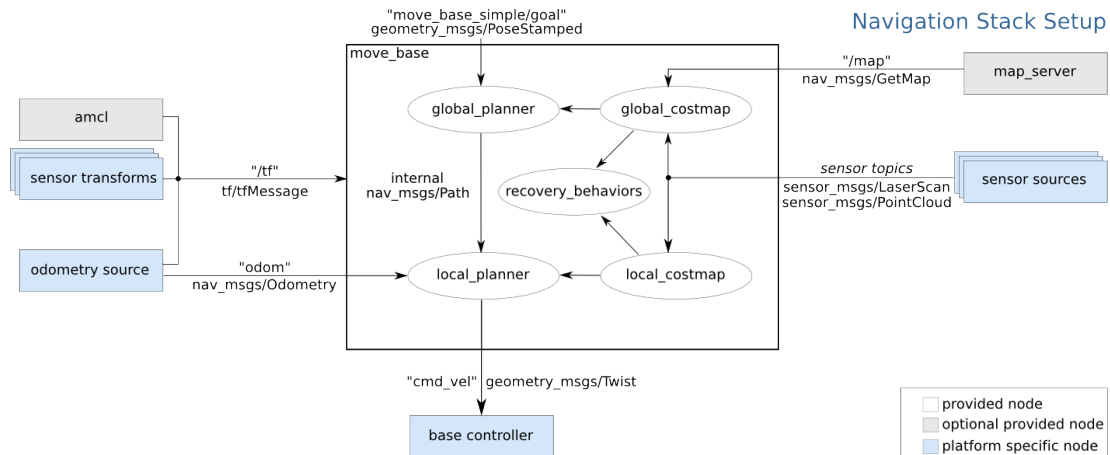 "move_base_simple/goal"
geometry_msgs/PoseStamped
Navigation Stack Setup
move_base
"/map"
nav_msgs/GetMap
map_server
global_planner
global_costmap
amcl
sensor transforms
"/tf"
tf/tfMessage
internal
nav_msgs/Path
recovery_behaviors
sensor topics
sensor_msgs/LaserScan
sensor_msgs/PointCloud
sensor sources
odometry source
"odom"
nav_msgs/Odometry
local_planner
local_costmap
"cmd_vel" geometry_msgs/Twist
base controller
provided node
optional provided node
platform specific node